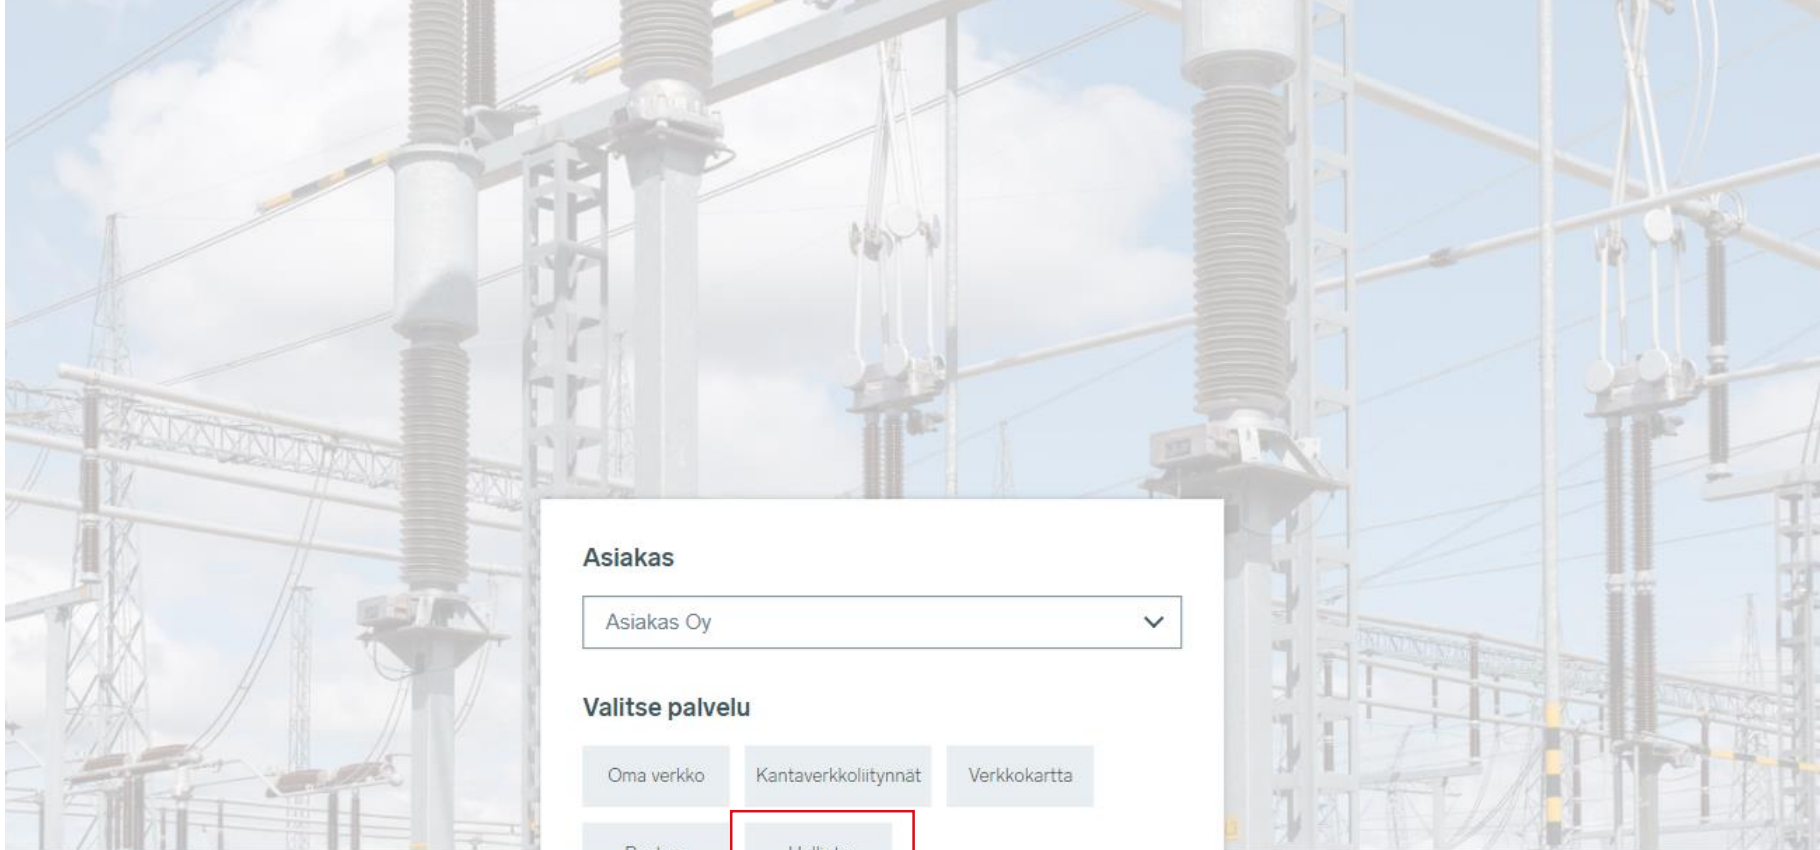 Asiakas
Asiakas Oy
Valitse palvelu
Oma verkko Kantaverkkoliitynnät Verkkokartta